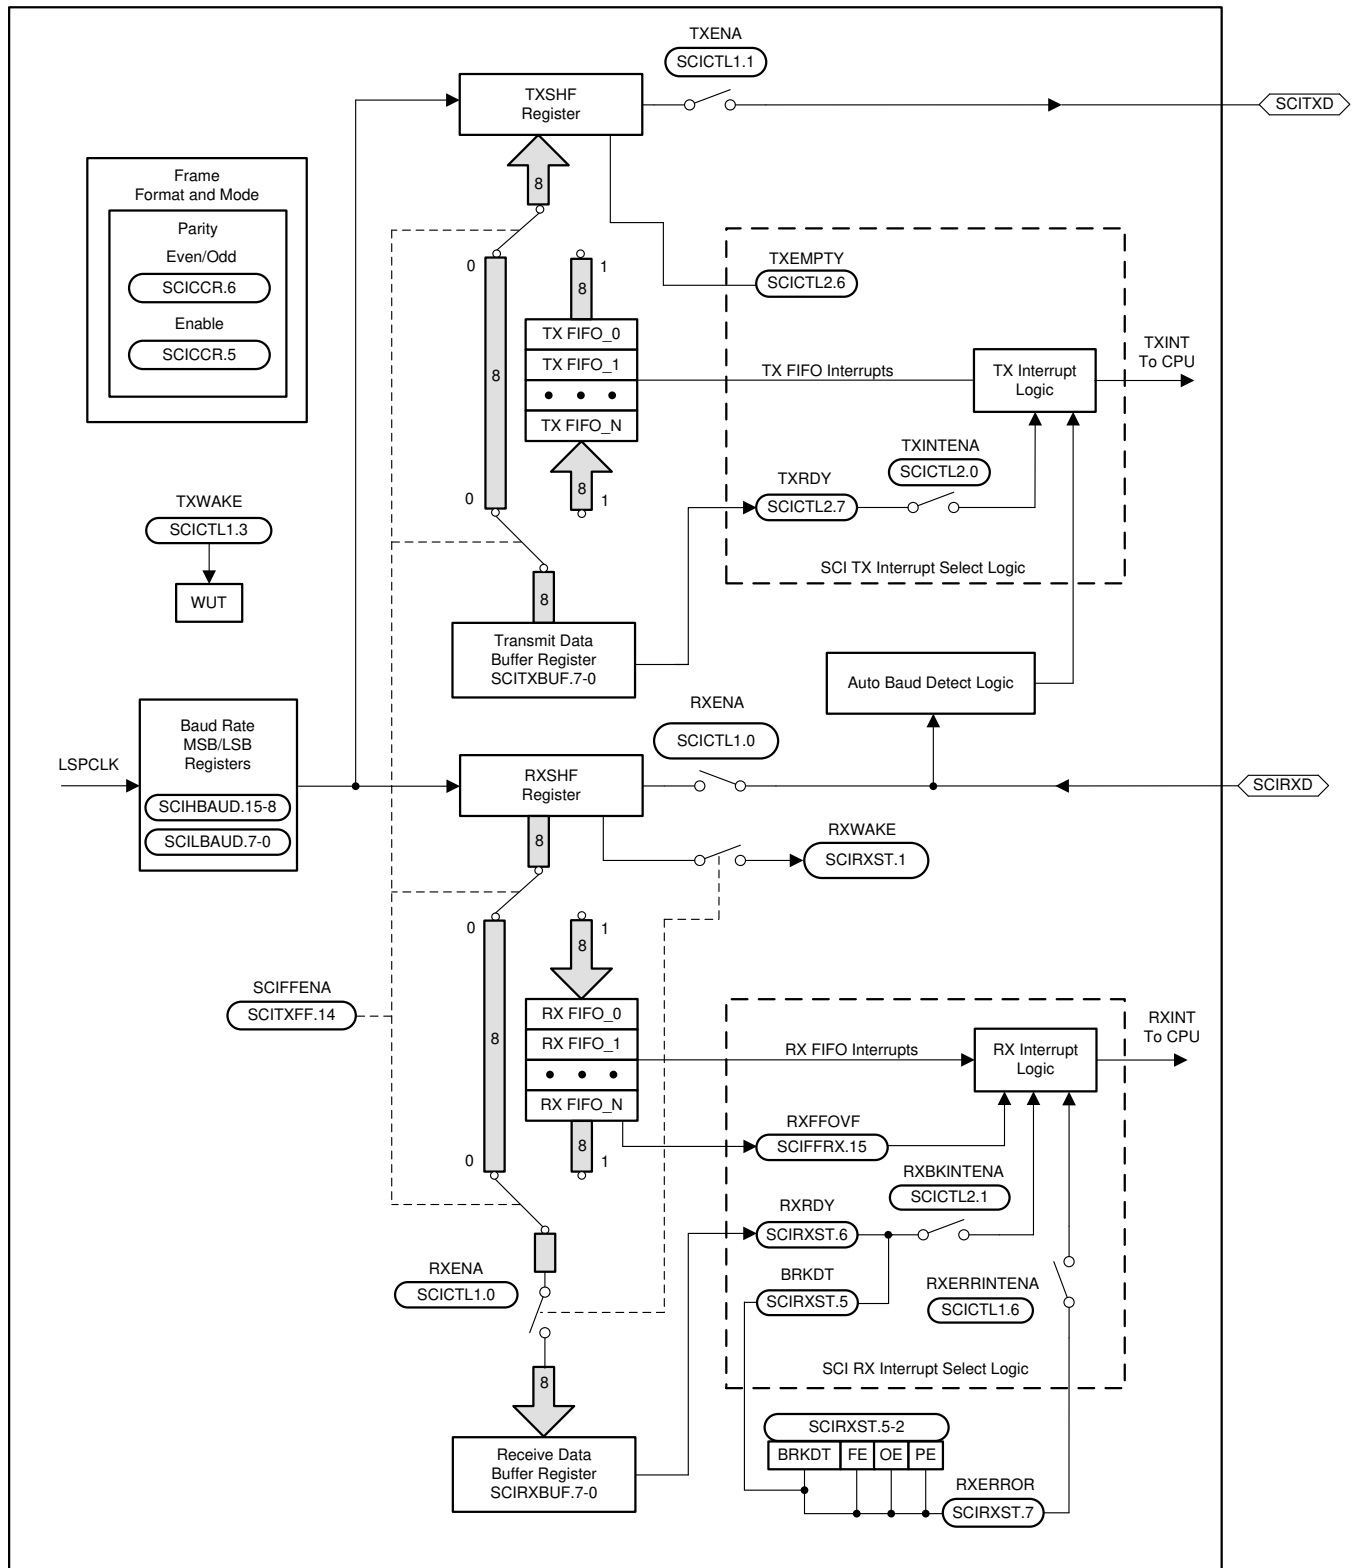 TXENA
SCICTL1.1
TXSHF
Register
SCITXD
Frame
Format and Mode
Parity
Even/Odd
SCICCR.6
Enable
SCICCR.5
8
0
1
8
8
TX FIFO_0
TX FIFO_1
• • •
TX FIFO_N
8
0
1
TXEMPTY
SCICTL2.6
TX FIFO Interrupts
TX Interrupt
Logic
TXINT
To CPU
TXINTENA
SCICTL2.0
TXRDY
SCICTL2.7
SCI TX Interrupt Select Logic
TXWAKE
SCICTL1.3
WUT
8
Transmit Data
Buffer Register
SCITXBUF.7-0
Auto Baud Detect Logic
RXENA
SCICTL1.0
LSPCLK
Baud Rate
MSB/LSB
Registers
SCIHBAUD.15-8
SCILBAUD.7-0
RXSHF
Register
SCIRXD
8
RXWAKE
SCIRXST.1
0
1
8
SCIFFENA
SCITXFF.14
8
RX FIFO_0
RX FIFO_1
• • •
RX FIFO_N
8
0
1
RX FIFO Interrupts
RX Interrupt
Logic
RXINT
To CPU
RXFFOVF
SCIFFRX.15
RXBKINTENA
SCICTL2.1
RXRDY
SCIRXST.6
BRKDT
SCIRXST.5
RXERRINTENA
SCICTL1.6
SCI RX Interrupt Select Logic
RXENA
SCICTL1.0
8
Receive Data
Buffer Register
SCIRXBUF.7-0
SCIRXST.5-2
BRKDT FE OE PE
RXERROR
SCIRXST.7